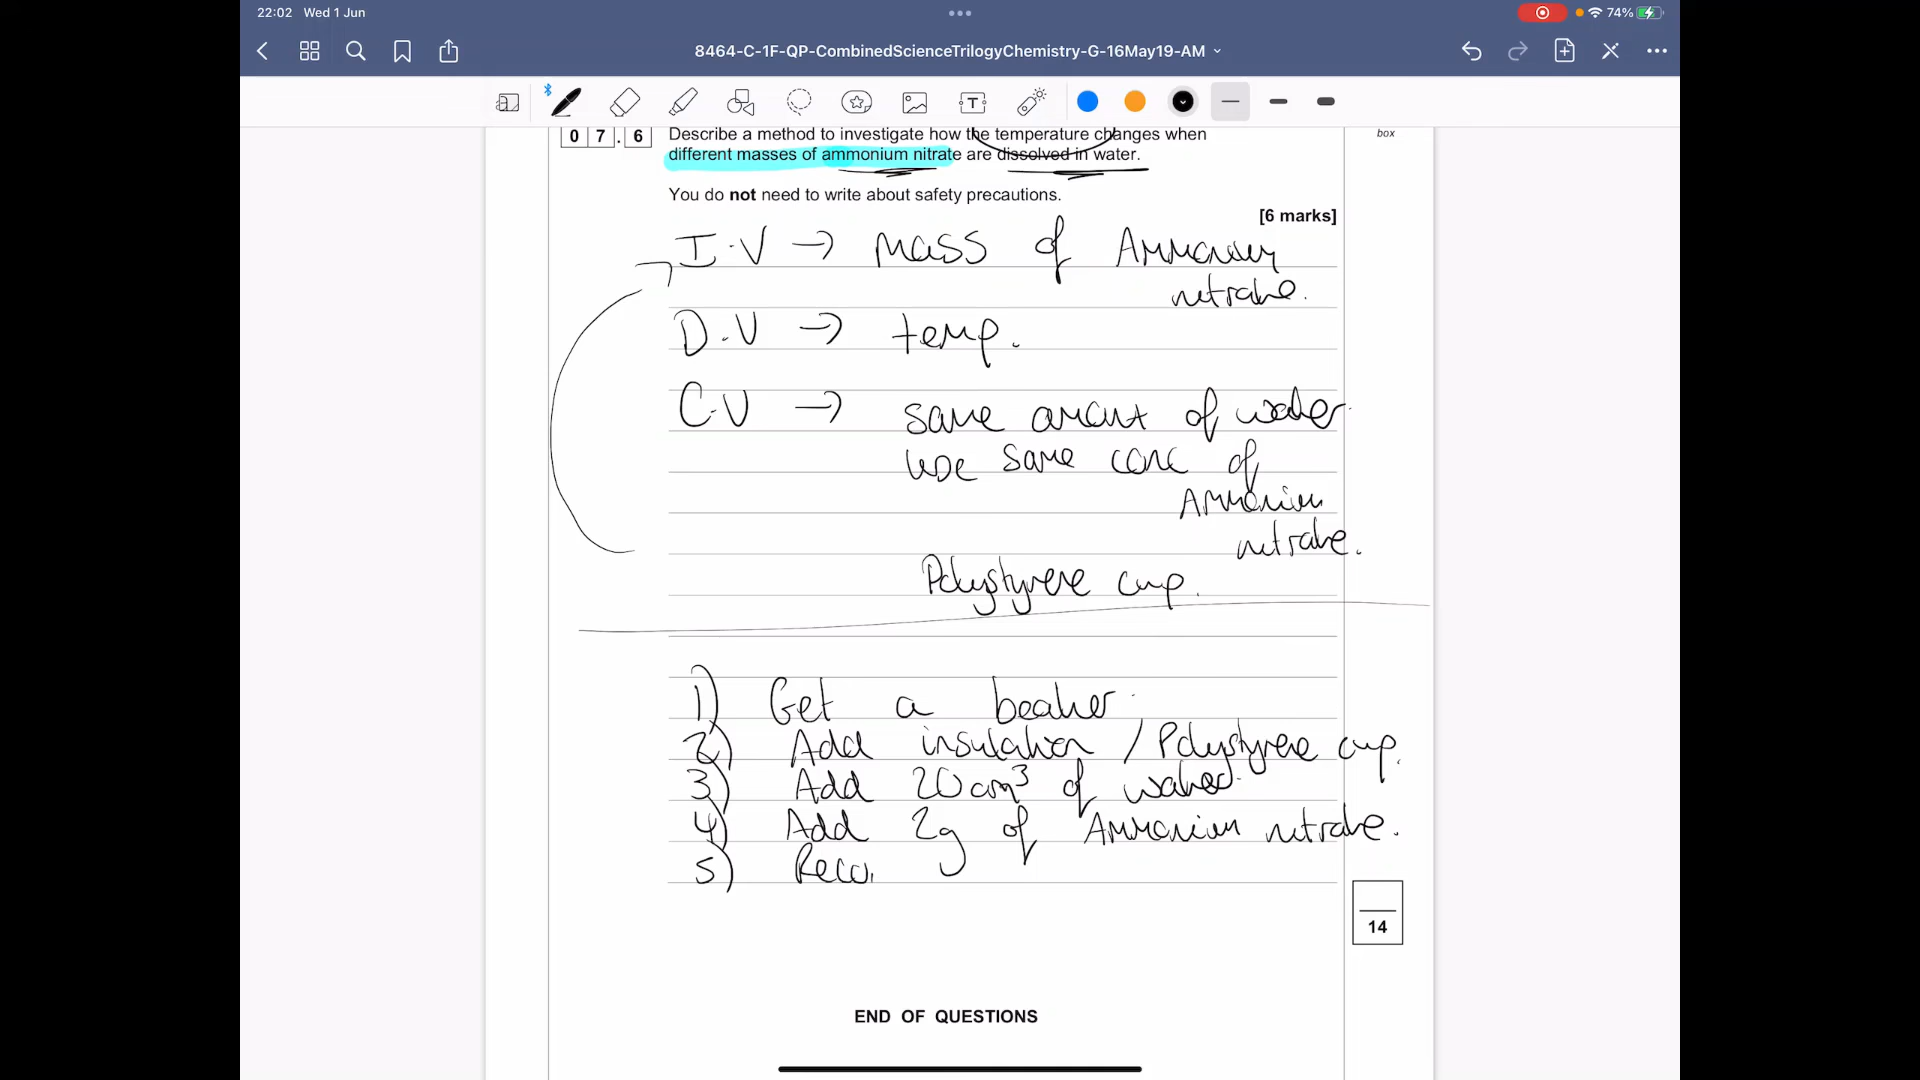 22:02 Wed 1 Jun
74%
8464-C-1F-QP-CombinedScienceTrilogyChemistry-G-16May19-AM
box
0 7 . 6 Describe a method to investigate how the temperature changes when
different masses of ammonium nitrate are dissolved in water.
You do not need to write about safety precautions.
[6 marks]
I.V → Mass of Ammonium
nitrate.
D.V → temp.
C.V → same amount of water.
use same conc of
Ammonium
nitrate.
Polystyrene cup.
1) Get a beaker.
2) Add insulation / Polystyrene cup.
3) Add 20cm³ of water.
4) Add 2g of Ammonium nitrate.
5) Reco
14
END OF QUESTIONS